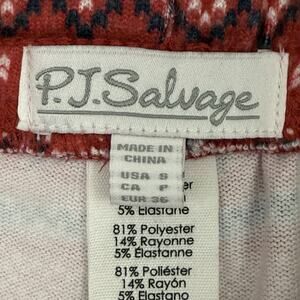 P.J. Salvage
MADE IN
CHINA
USA S
CA P
EUR 36
5% Elastane
81% Polyester
14% Rayonne
5% Élastane
81% Poliéster
14% Rayón
5% Elastano